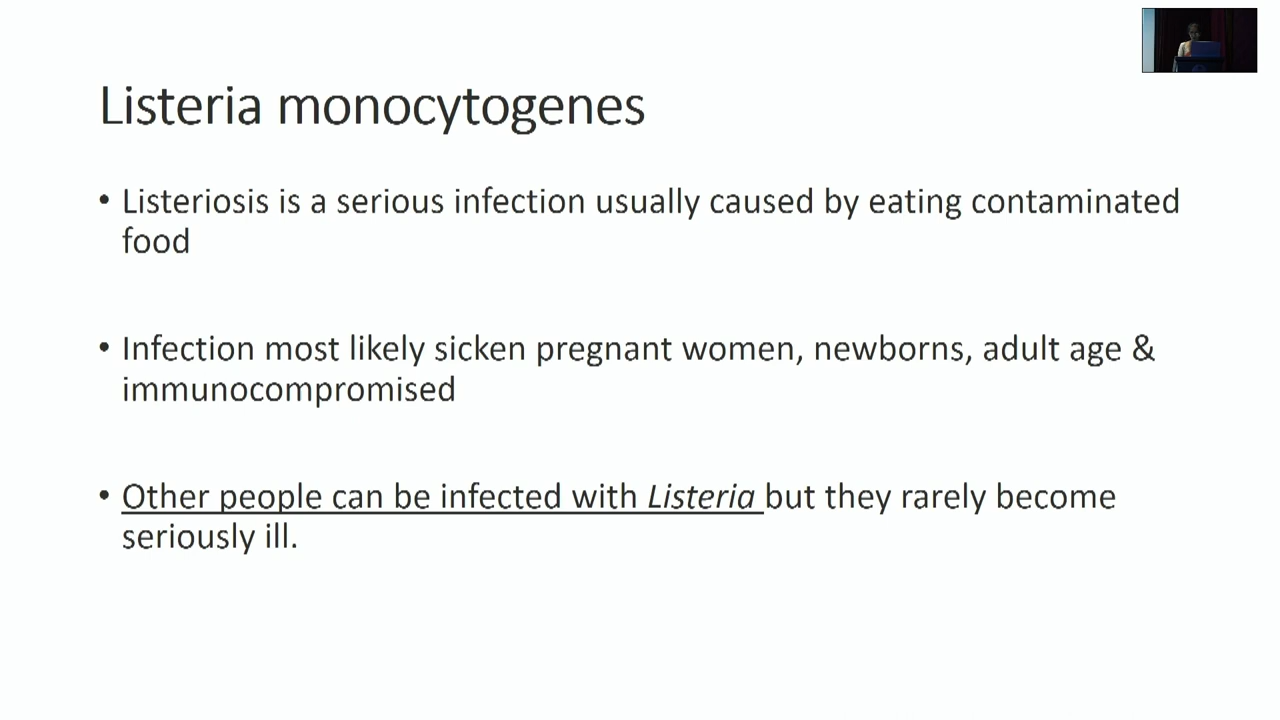 Listeria monocytogenes
• Listeriosis is a serious infection usually caused by eating contaminated
food
• Infection most likely sicken pregnant women, newborns, adult age &
immunocompromised
• Other people can be infected with Listeria but they rarely become
seriously ill.